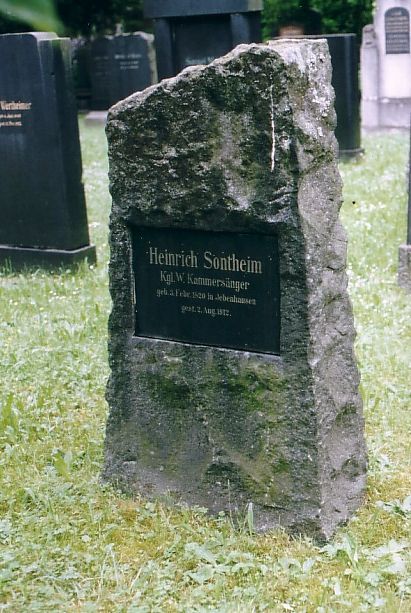 Heinrich Sontheim
Kgl. W. Kammersänger
geb. 3. Febr. 1820 in Jebenhausen
gest. 2. Aug. 1912.
Wertheimer